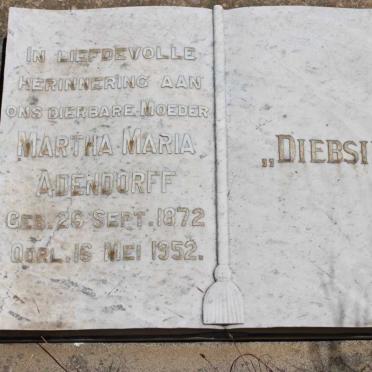 IN LIEFDEVOLLE
HERINNERING AAN
ONS DIERBARE MOEDER
MARTHA MARIA
ADENDORFF
GEB. 26 SEPT. 1872
OORL. 16 MEI 1952.
„DIEBSI